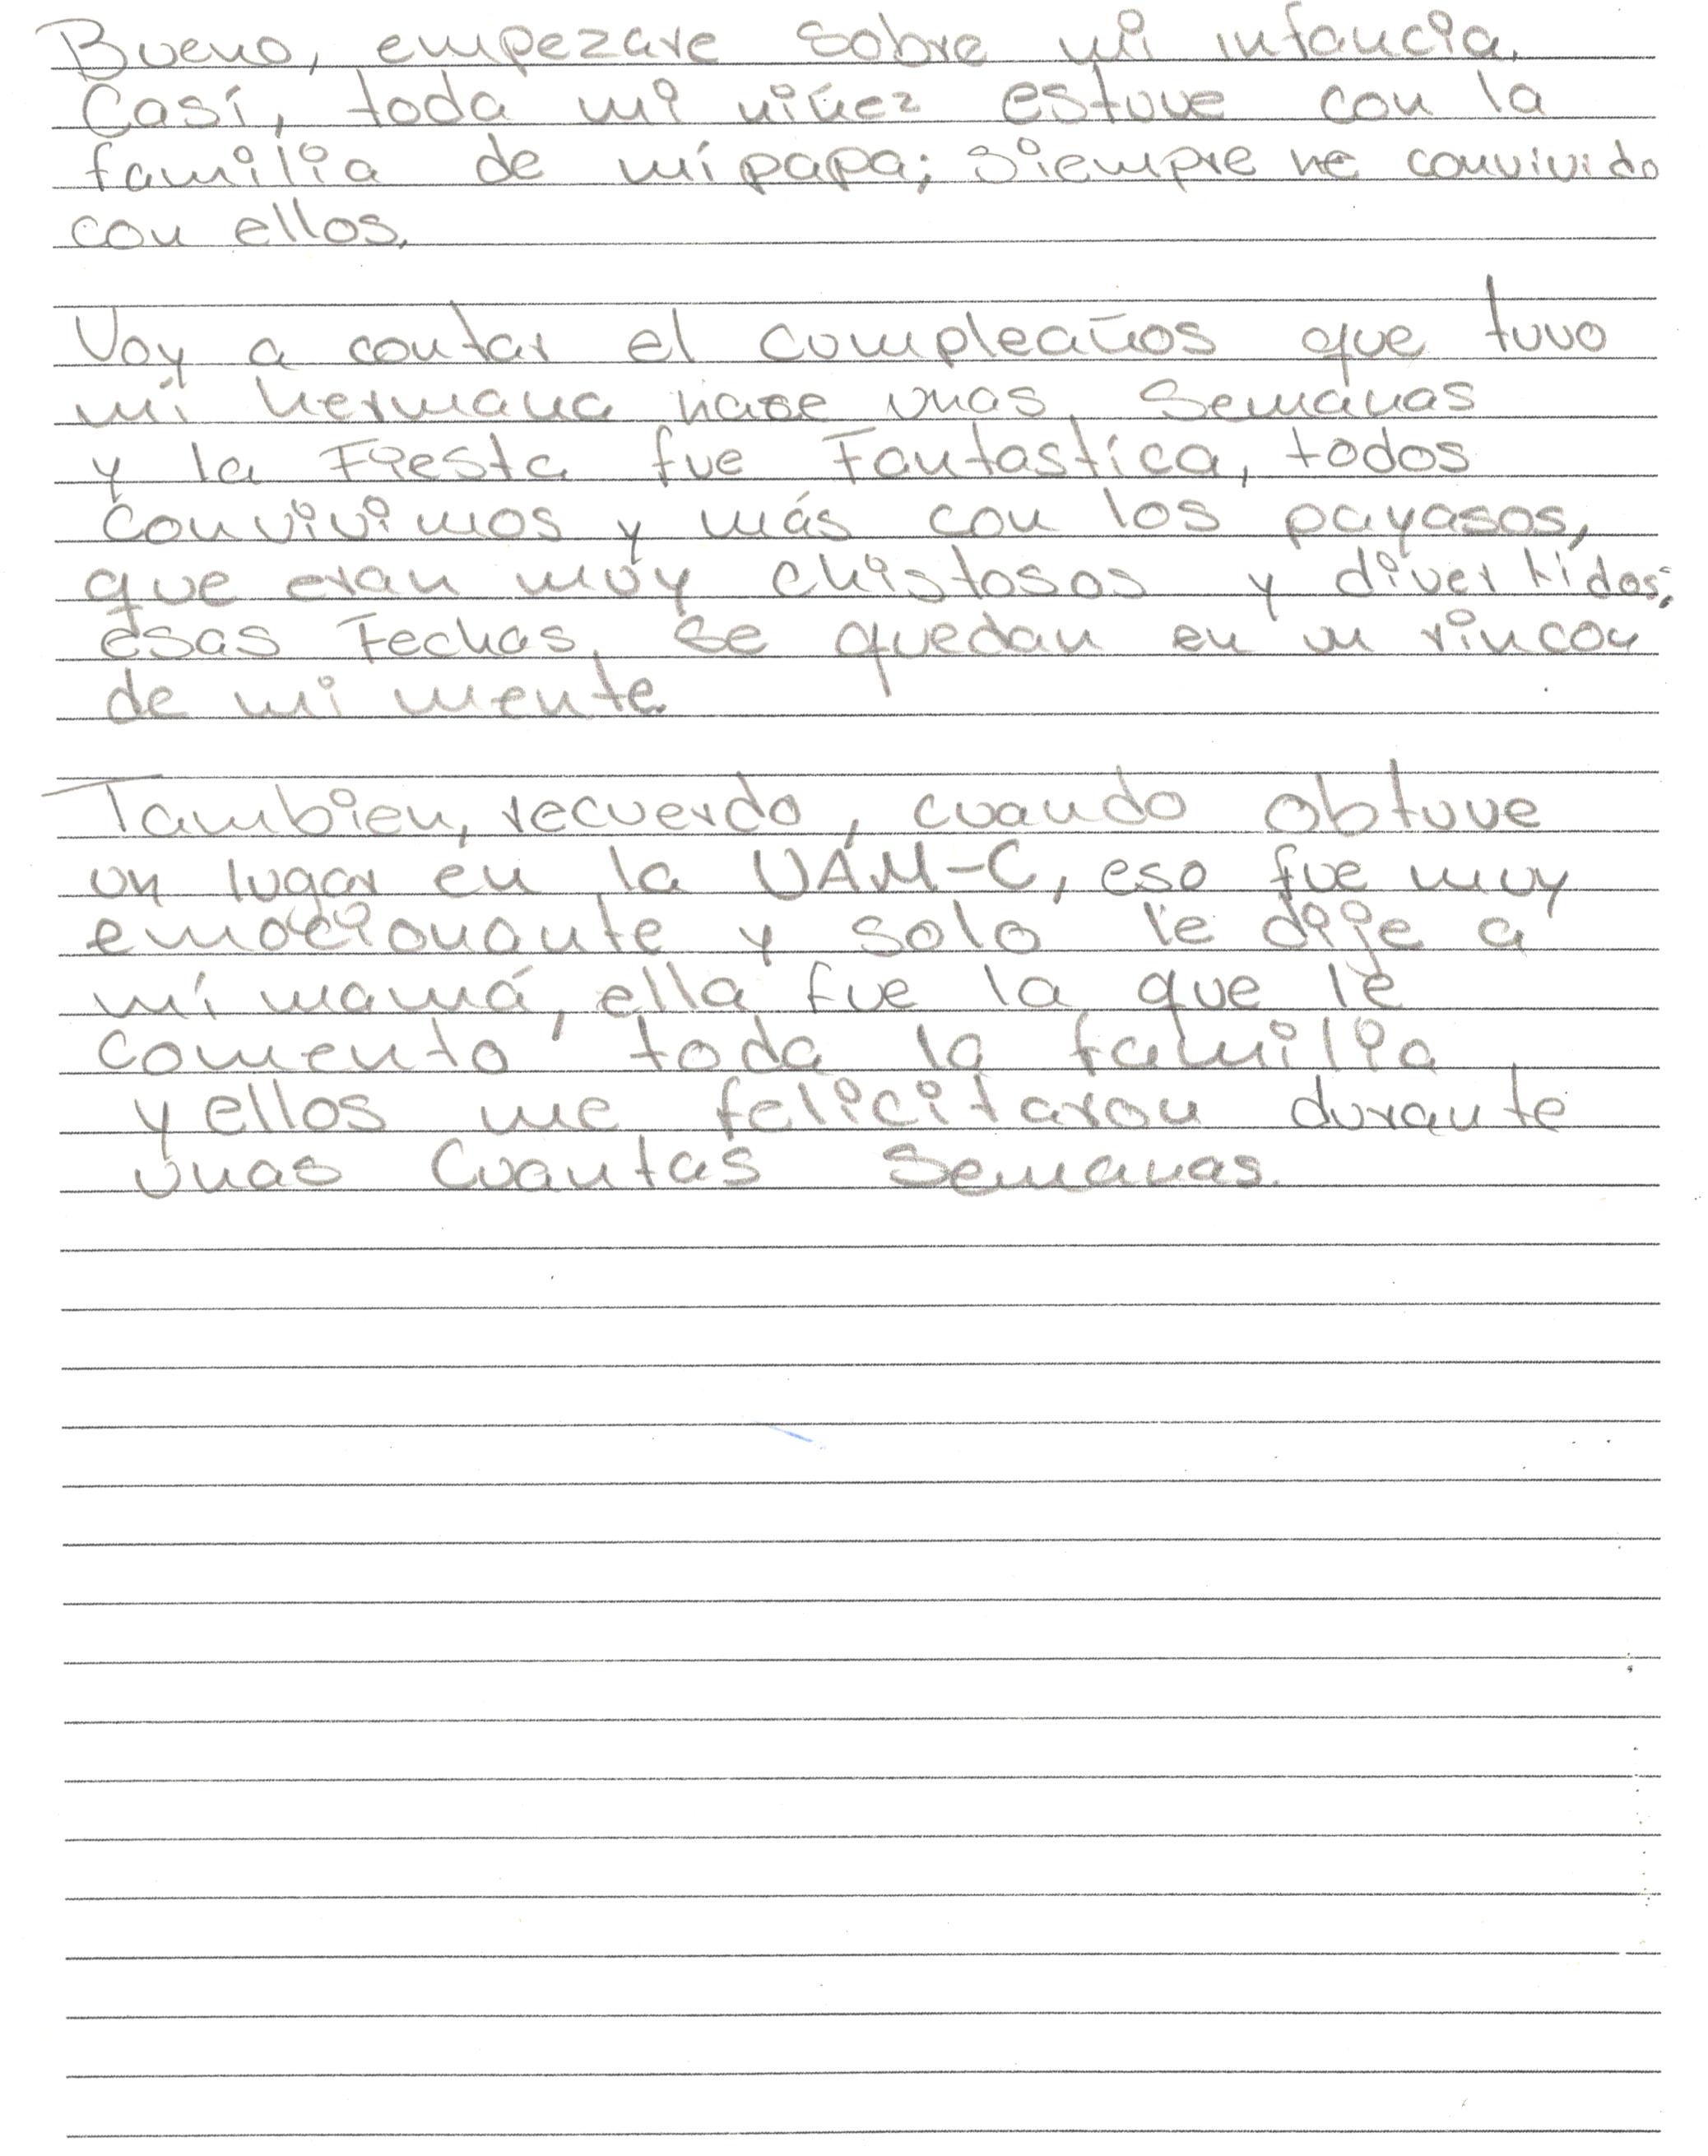 Bueno, empezare sobre mi infancia.
Casí, toda mi niñez estuve con la
familia de mí papa; siempre he convivido
con ellos.
Voy a contar el cumpleaños que tuvo
mi hermana hase unas semanas
y la Fiesta fue Fantastica, todos
convivimos y más con los payasos,
que eran muy chistosos y divertidos;
esas Fechas, se quedan en un rincon
de mi mente.
Tambien, recuerdo, cuando obtuve
un lugar en la UAM-C, eso fue muy
emocionante y solo le dije a
mi mamá, ella fue la que le
comento toda la familia
y ellos me felicitaron durante
unas cuantas semanas.